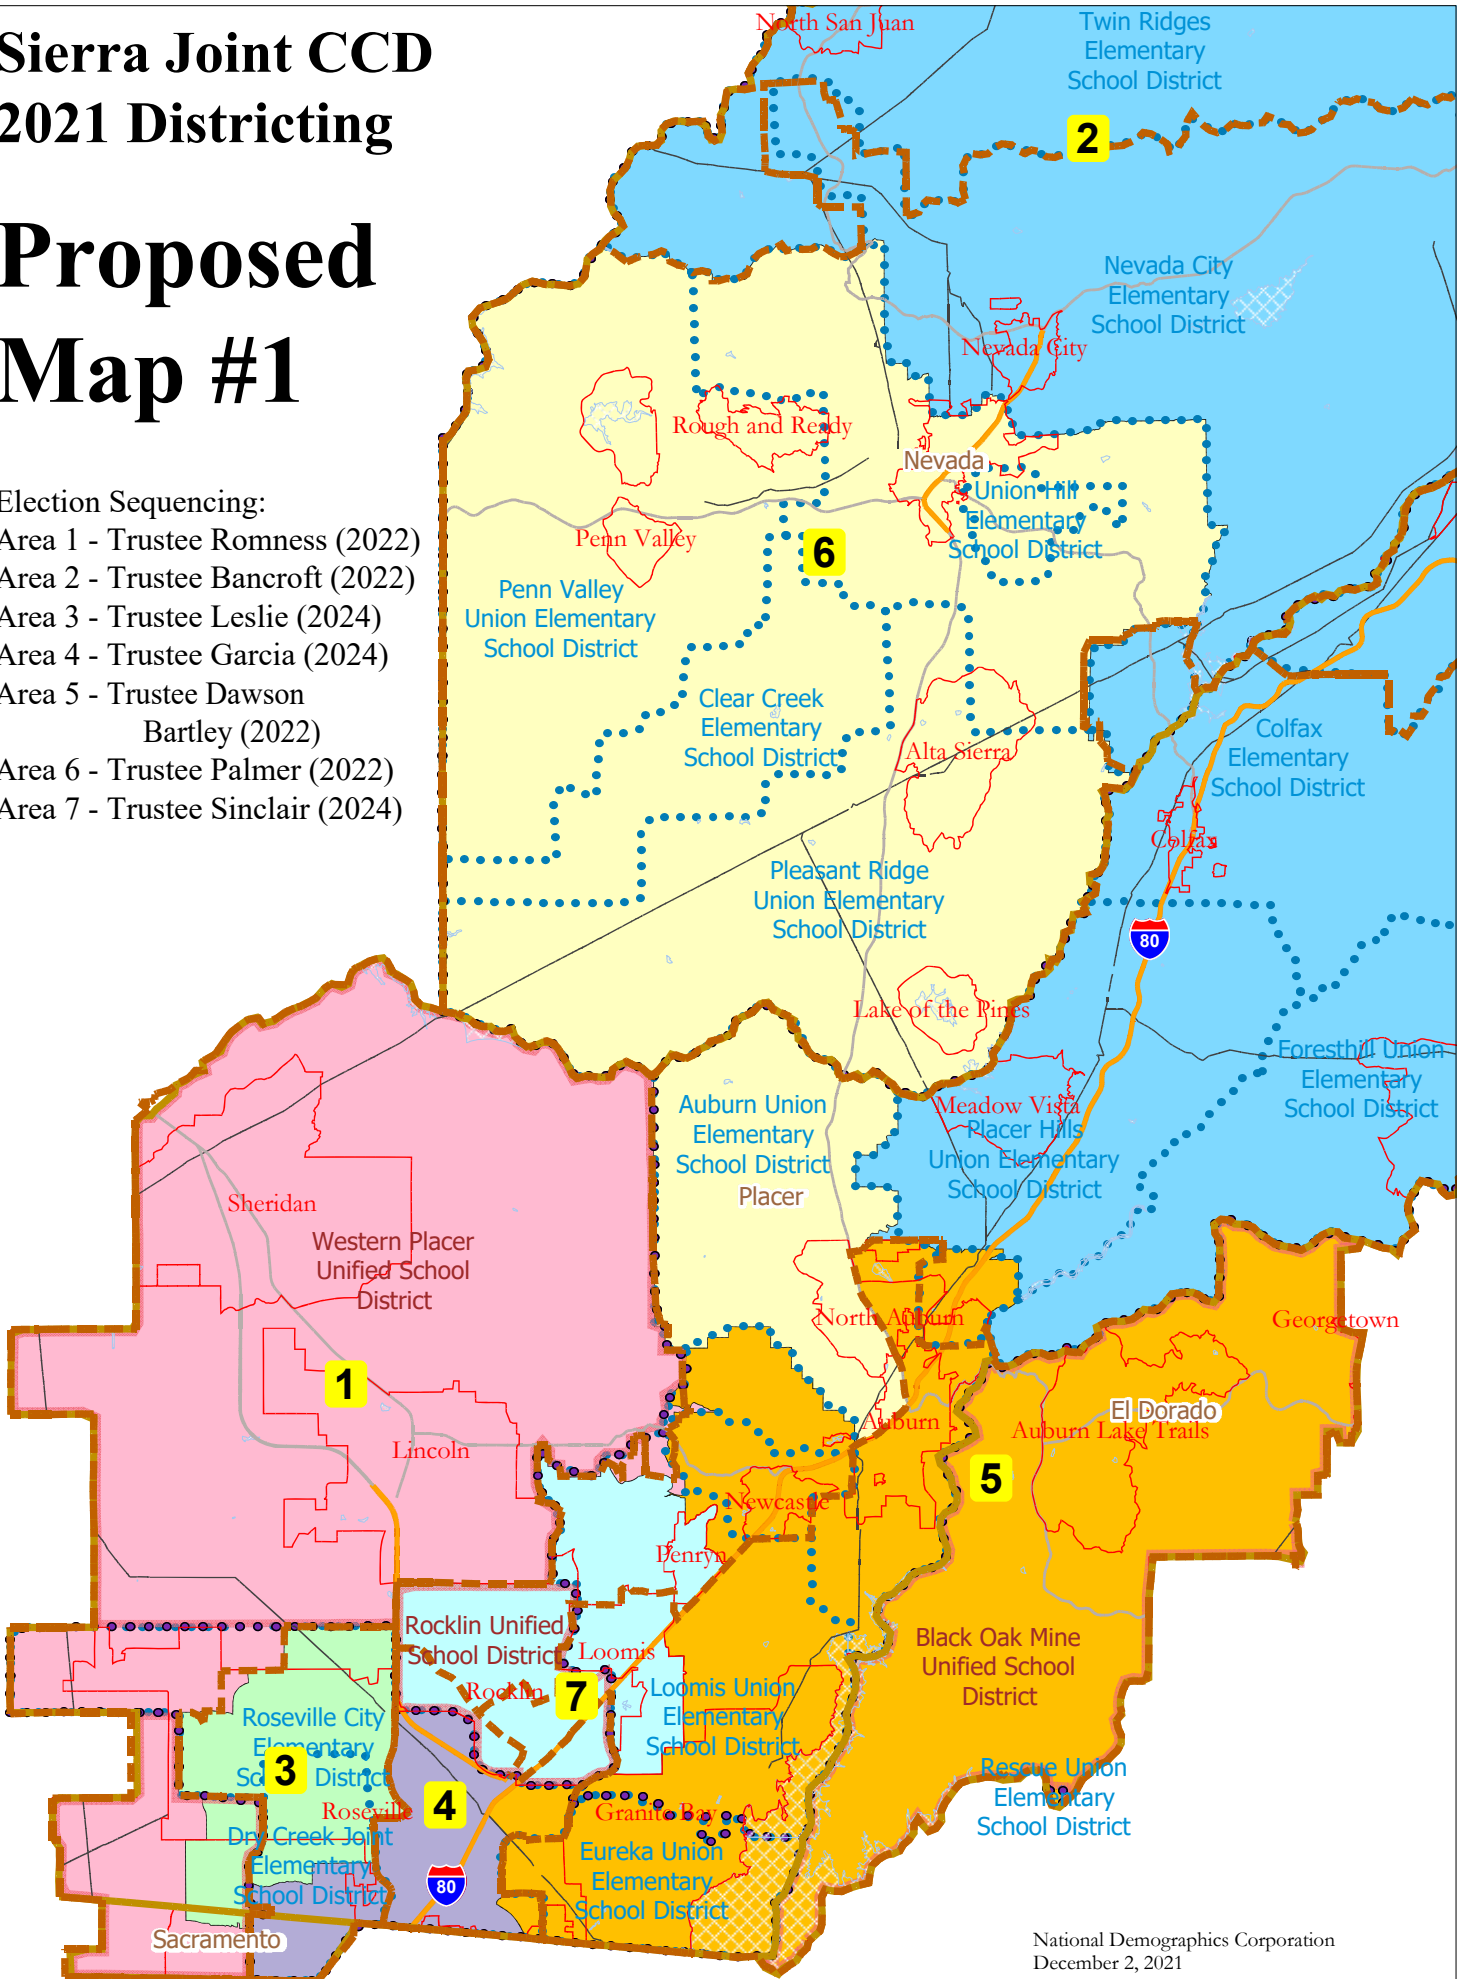 Sierra Joint CCD
2021 Districting
Proposed
Map #1
Election Sequencing:
Area 1 - Trustee Romness (2022)
Area 2 - Trustee Bancroft (2022)
Area 3 - Trustee Leslie (2024)
Area 4 - Trustee Garcia (2024)
Area 5 - Trustee Dawson
Bartley (2022)
Area 6 - Trustee Palmer (2022)
Area 7 - Trustee Sinclair (2024)
North San Juan
Twin Ridges
Elementary
School District
2
Nevada City
Elementary
School District
Nevada City
Rough and Ready
Nevada
Union Hill
Elementary
School District
Penn Valley
6
Penn Valley
Union Elementary
School District
Clear Creek
Elementary
School District
Alta Sierra
Colfax
Elementary
School District
Colfax
Pleasant Ridge
Union Elementary
School District
80
Lake of the Pines
Foresthill Union
Elementary
School District
Auburn Union
Elementary
School District
Placer
Meadow Vista
Placer Hills
Union Elementary
School District
Sheridan
Western Placer
Unified School
District
North Auburn
Georgetown
1
El Dorado
Auburn
Auburn Lake Trails
Lincoln
5
Newcastle
Penryn
Rocklin Unified
School District
Loomis
Black Oak Mine
Unified School
District
Rocklin
7
Loomis Union
Elementary
School District
Roseville City
Elementary
School District
3
Rescue Union
Elementary
School District
Roseville
4
Granite Bay
Dry Creek Joint
Elementary
School District
Eureka Union
Elementary
School District
80
Sacramento
National Demographics Corporation
December 2, 2021